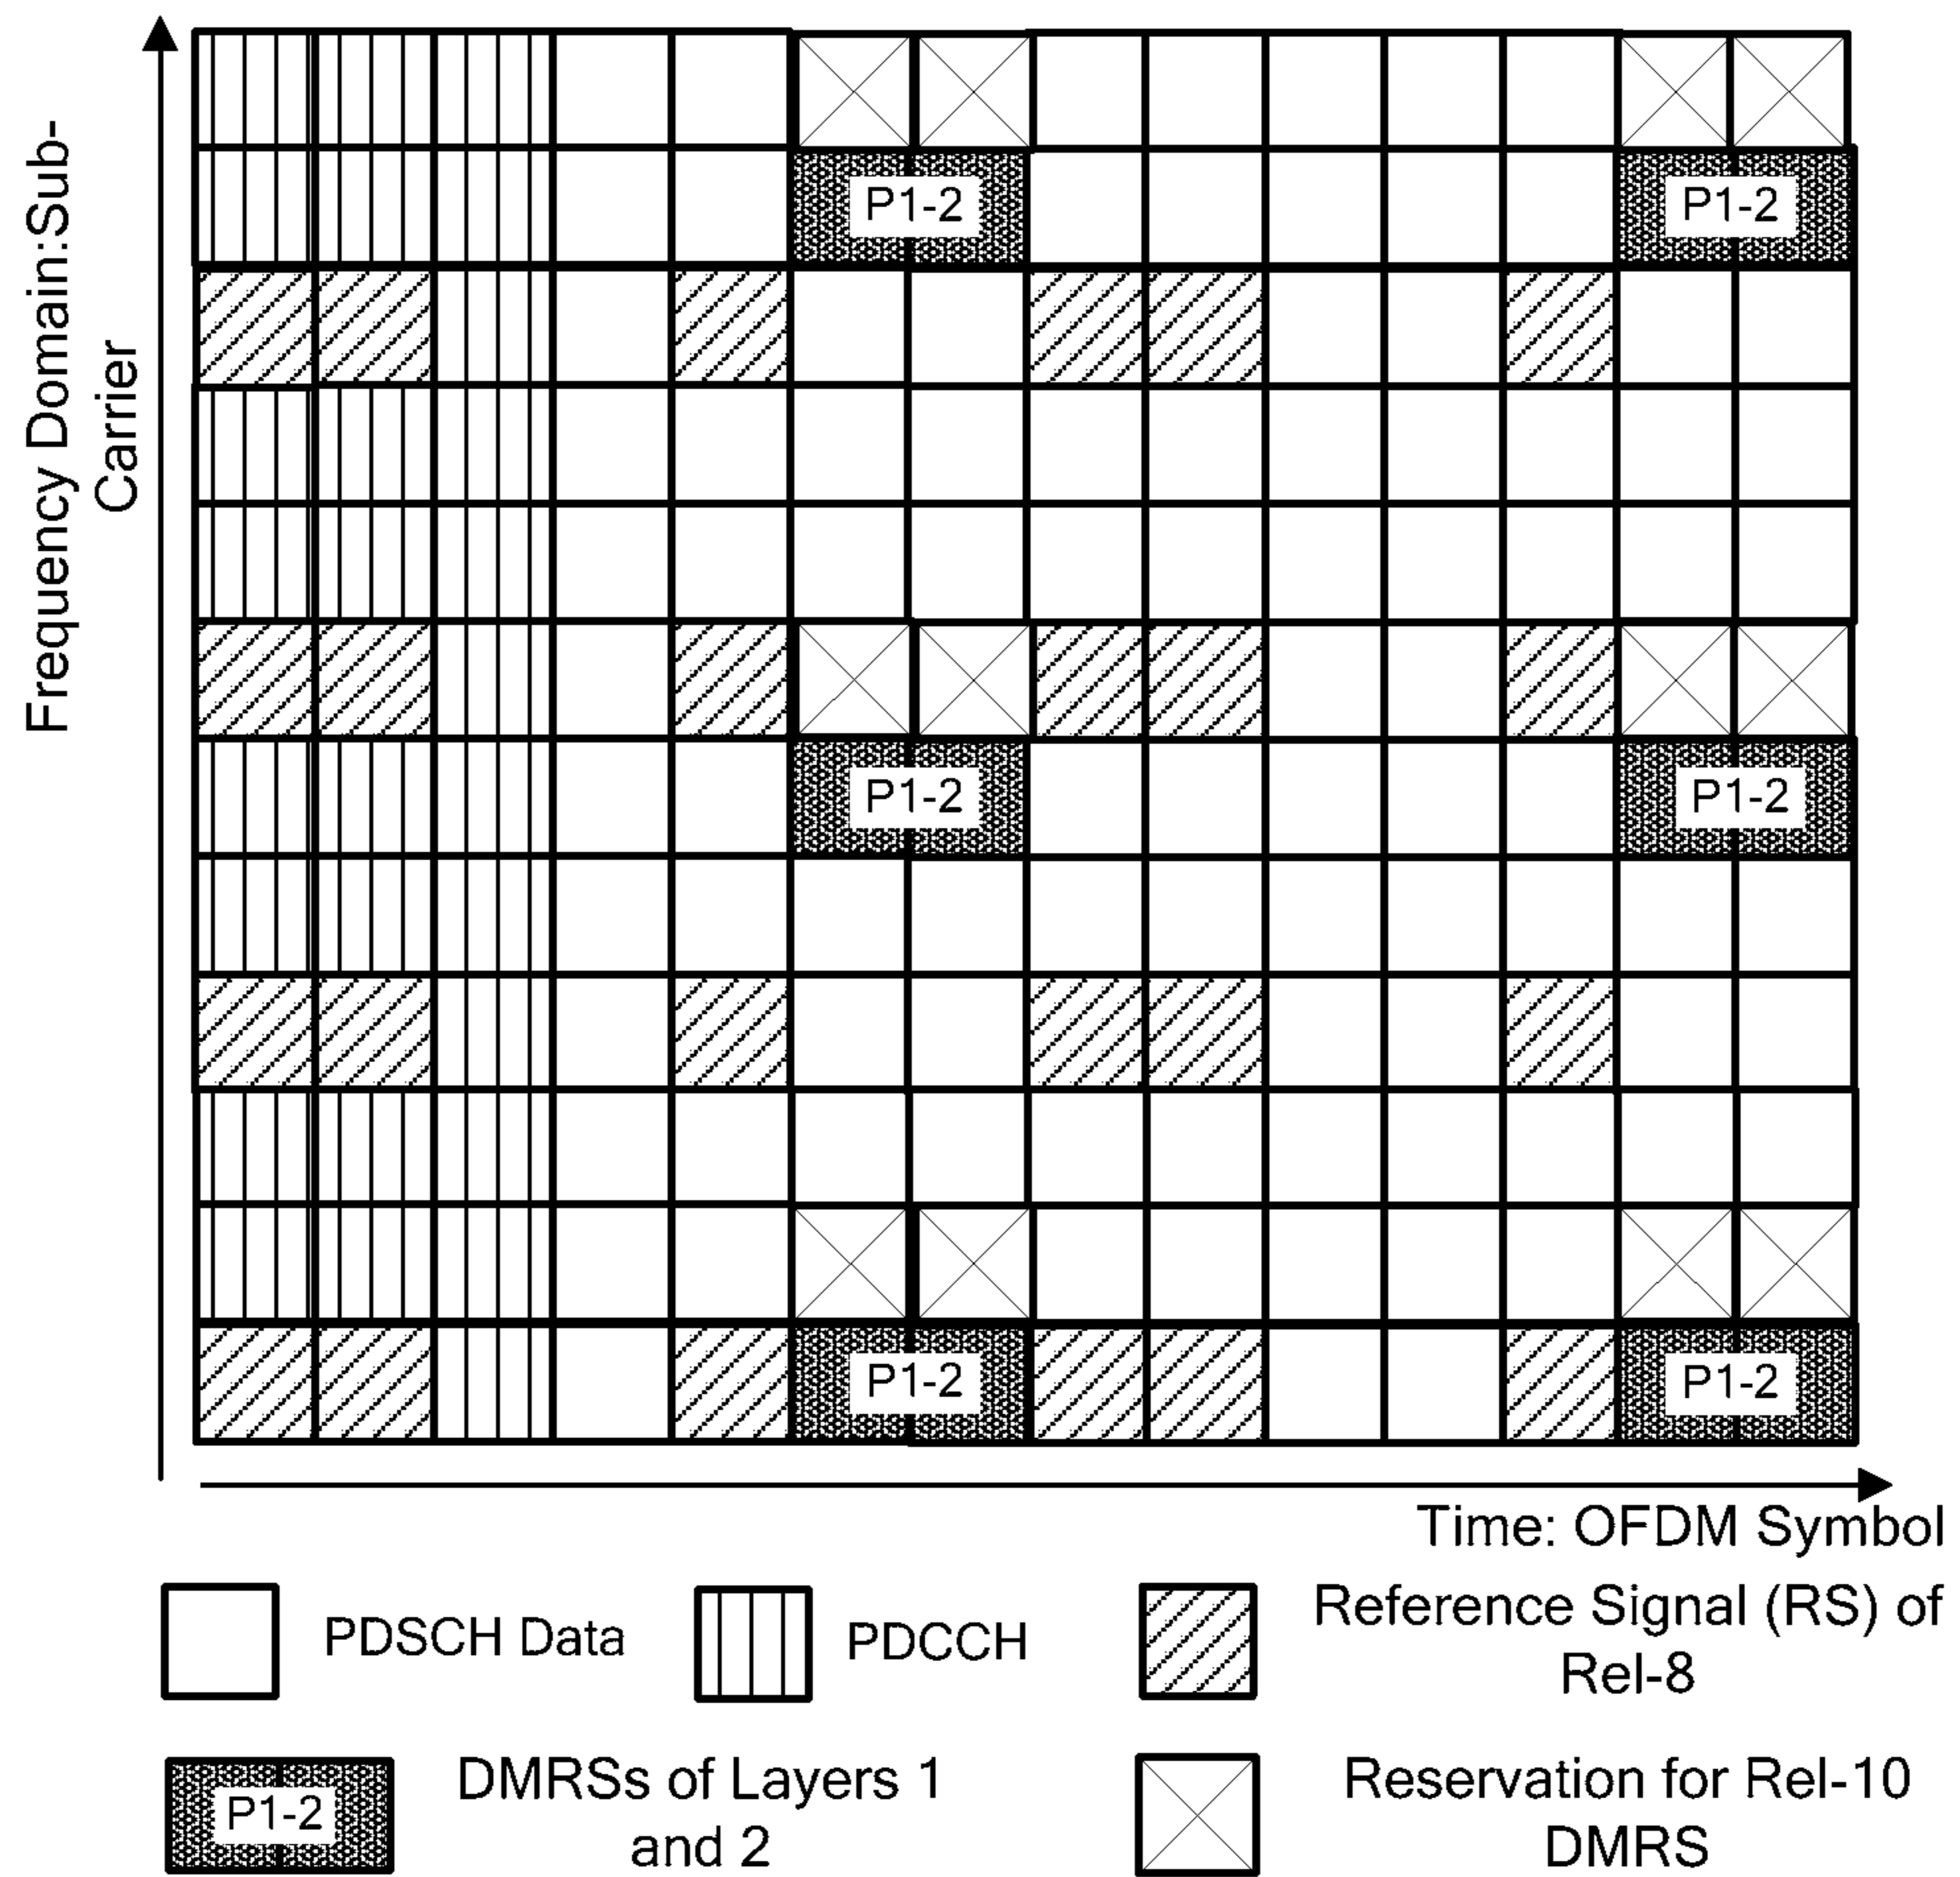 Frequency Domain:Sub-
Carrier
P1-2 P1-2
P1-2 P1-2
P1-2 P1-2
Time: OFDM Symbol
PDSCH Data
PDCCH
Reference Signal (RS) of
Rel-8
P1-2
DMRSs of Layers 1
and 2
Reservation for Rel-10
DMRS